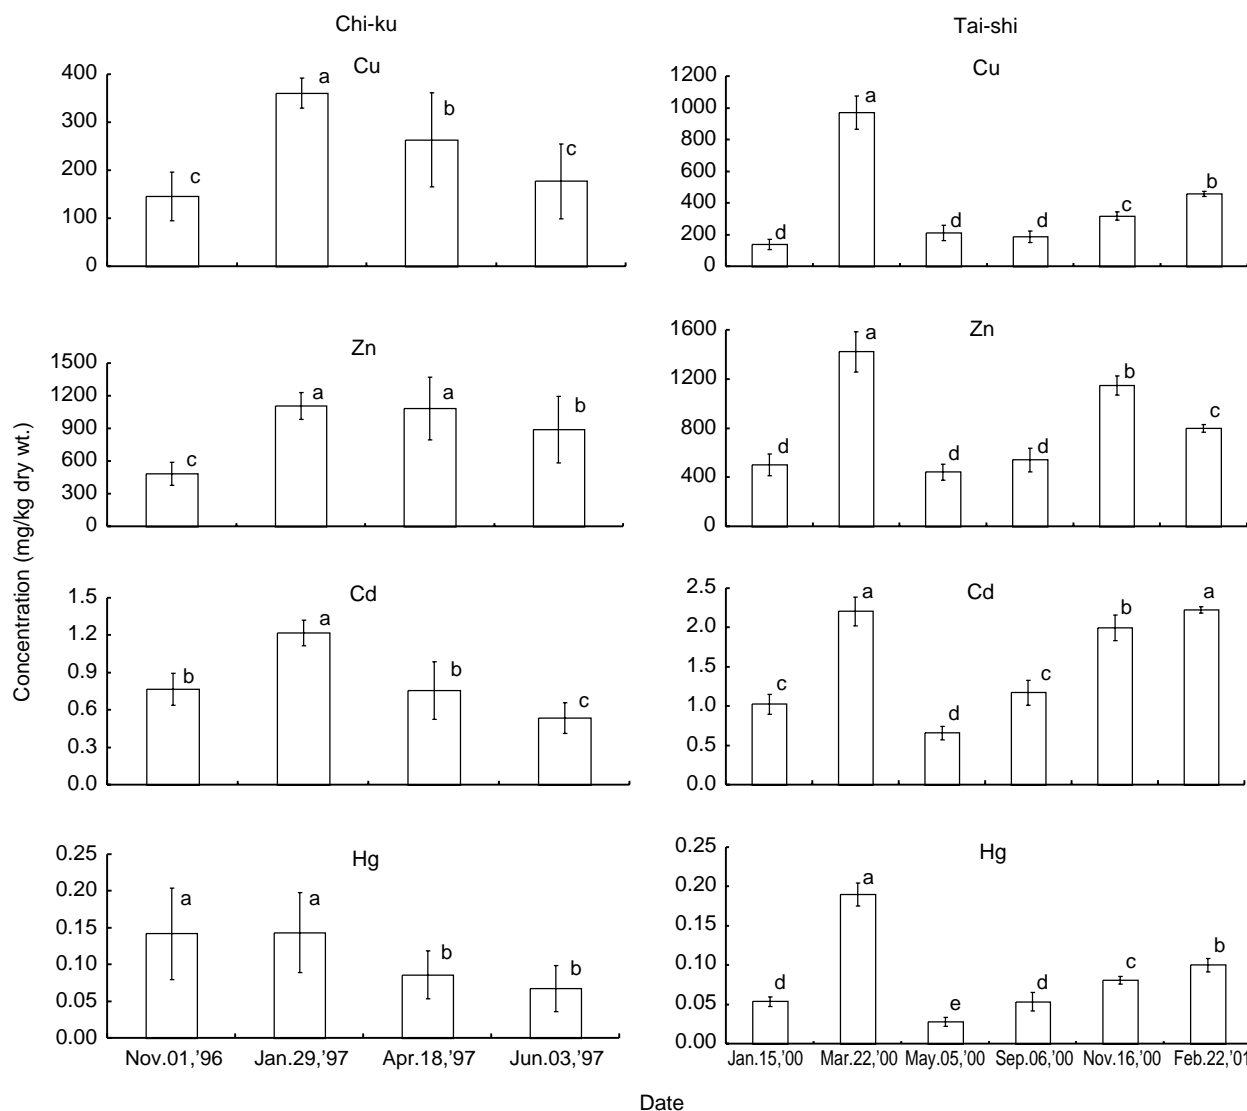 Chi-ku
Tai-shi
Concentration (mg/kg dry wt.)
Cu
400
300
200
100
0
c
a
b
c
Cu
1200
1000
800
600
400
200
0
d
a
d
d
c
b
Zn
1500
1200
900
600
300
0
c
a
a
b
Zn
1600
1200
800
400
0
d
a
d
d
b
c
Cd
1.5
1.2
0.9
0.6
0.3
0.0
b
a
b
c
Cd
2.5
2.0
1.5
1.0
0.5
0.0
c
a
d
c
b
a
Hg
0.25
0.20
0.15
0.10
0.05
0.00
a
a
b
b
Nov.01,’96 Jan.29,’97 Apr.18,’97 Jun.03,’97
Hg
0.25
0.20
0.15
0.10
0.05
0.00
d
a
e
d
c
b
Jan.15,’00 Mar.22,’00 May.05,’00 Sep.06,’00 Nov.16,’00 Feb.22,’01
Date